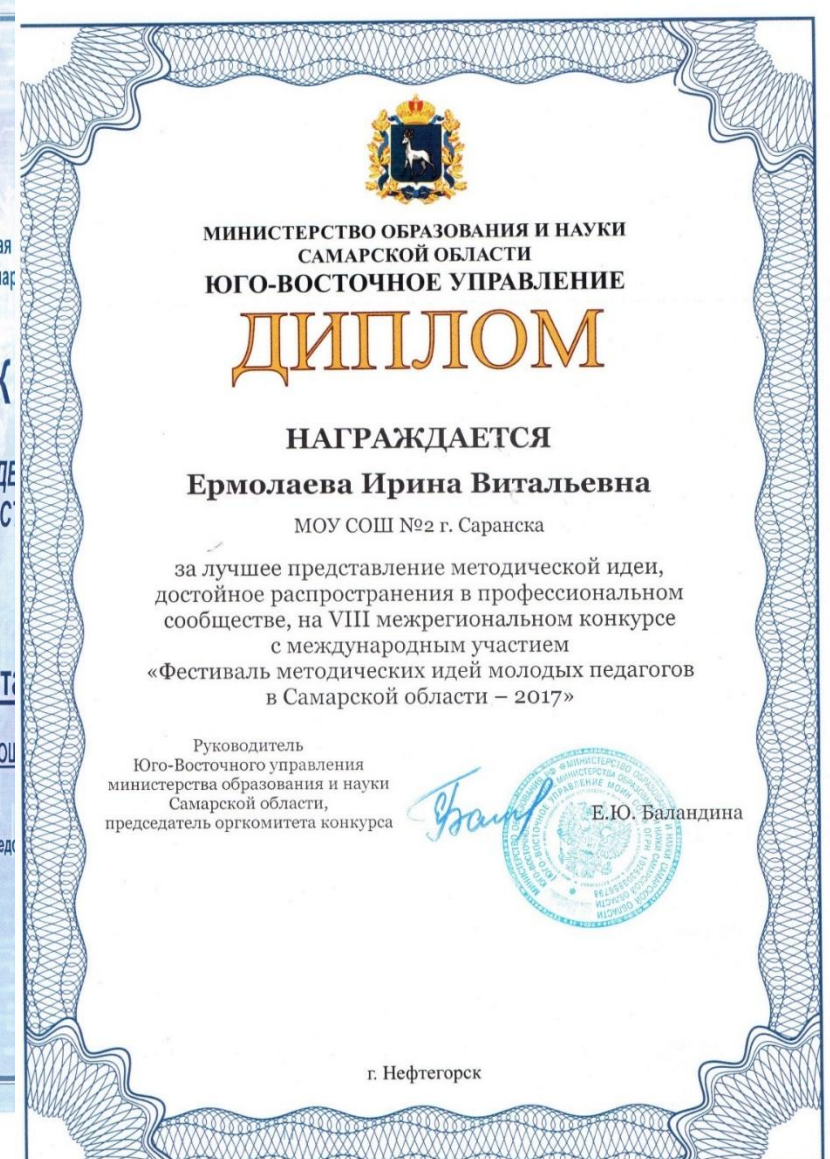 МИНИСТЕРСТВО ОБРАЗОВАНИЯ И НАУКИ
САМАРСКОЙ ОБЛАСТИ
ЮГО-ВОСТОЧНОЕ УПРАВЛЕНИЕ
ДИПЛОМ
НАГРАЖДАЕТСЯ
Ермолаева Ирина Витальевна
МОУ СОШ №2 г. Саранска
за лучшее представление методической идеи,
достойное распространения в профессиональном
сообществе, на VIII межрегиональном конкурсе
с международным участием
«Фестиваль методических идей молодых педагогов
в Самарской области – 2017»
Руководитель
Юго-Восточного управления
министерства образования и науки
Самарской области,
председатель оргкомитета конкурса
Е.Ю. Баландина
г. Нефтегорск